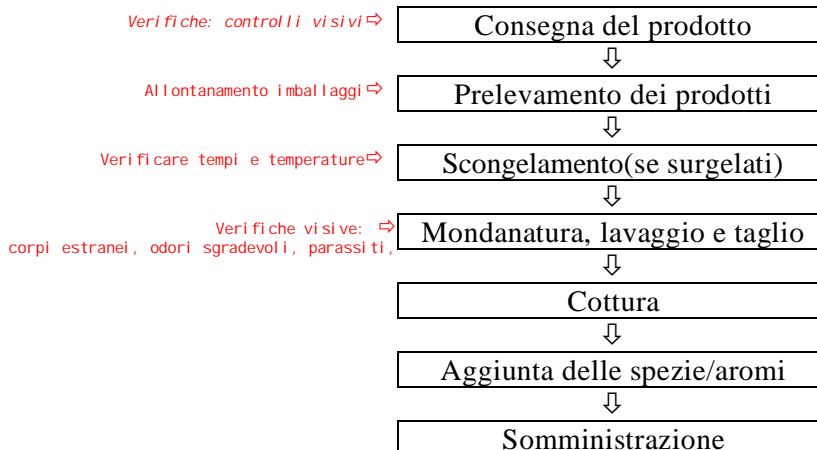 Verifiche: controlli visivi⇨ Consegna del prodotto
⇩
Allontanamento imballaggi⇨ Prelevamento dei prodotti
⇩
Verificare tempi e temperature⇨ Scongelamento(se surgelati)
⇩
Verifiche visive: ⇨ Mondanatura, lavaggio e taglio
corpi estranei, odori sgradevoli, parassiti,
⇩
Cottura
⇩
Aggiunta delle spezie/aromi
⇩
Somministrazione